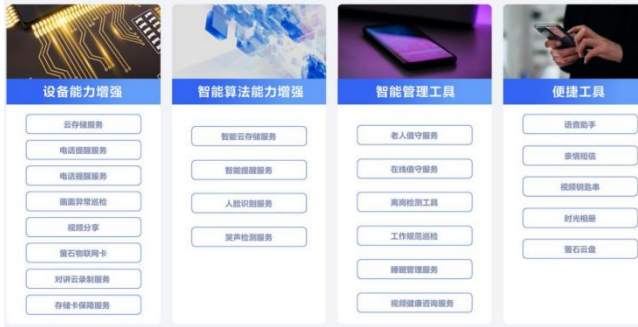 设备能力增强
云存储服务
电话提醒服务
电话提醒服务
画面异常巡检
视频分享
萤石物联网卡
对讲云录制服务
存储卡保障服务
智能算法能力增强
智能云存储服务
智能提醒服务
人脸识别服务
哭声检测服务
智能管理工具
老人值守服务
在线值守服务
离岗检测工具
工作规范巡检
睡眠管理服务
视频健康咨询服务
便捷工具
语音助手
亲情短信
视频钥匙串
时光相册
萤石云盘